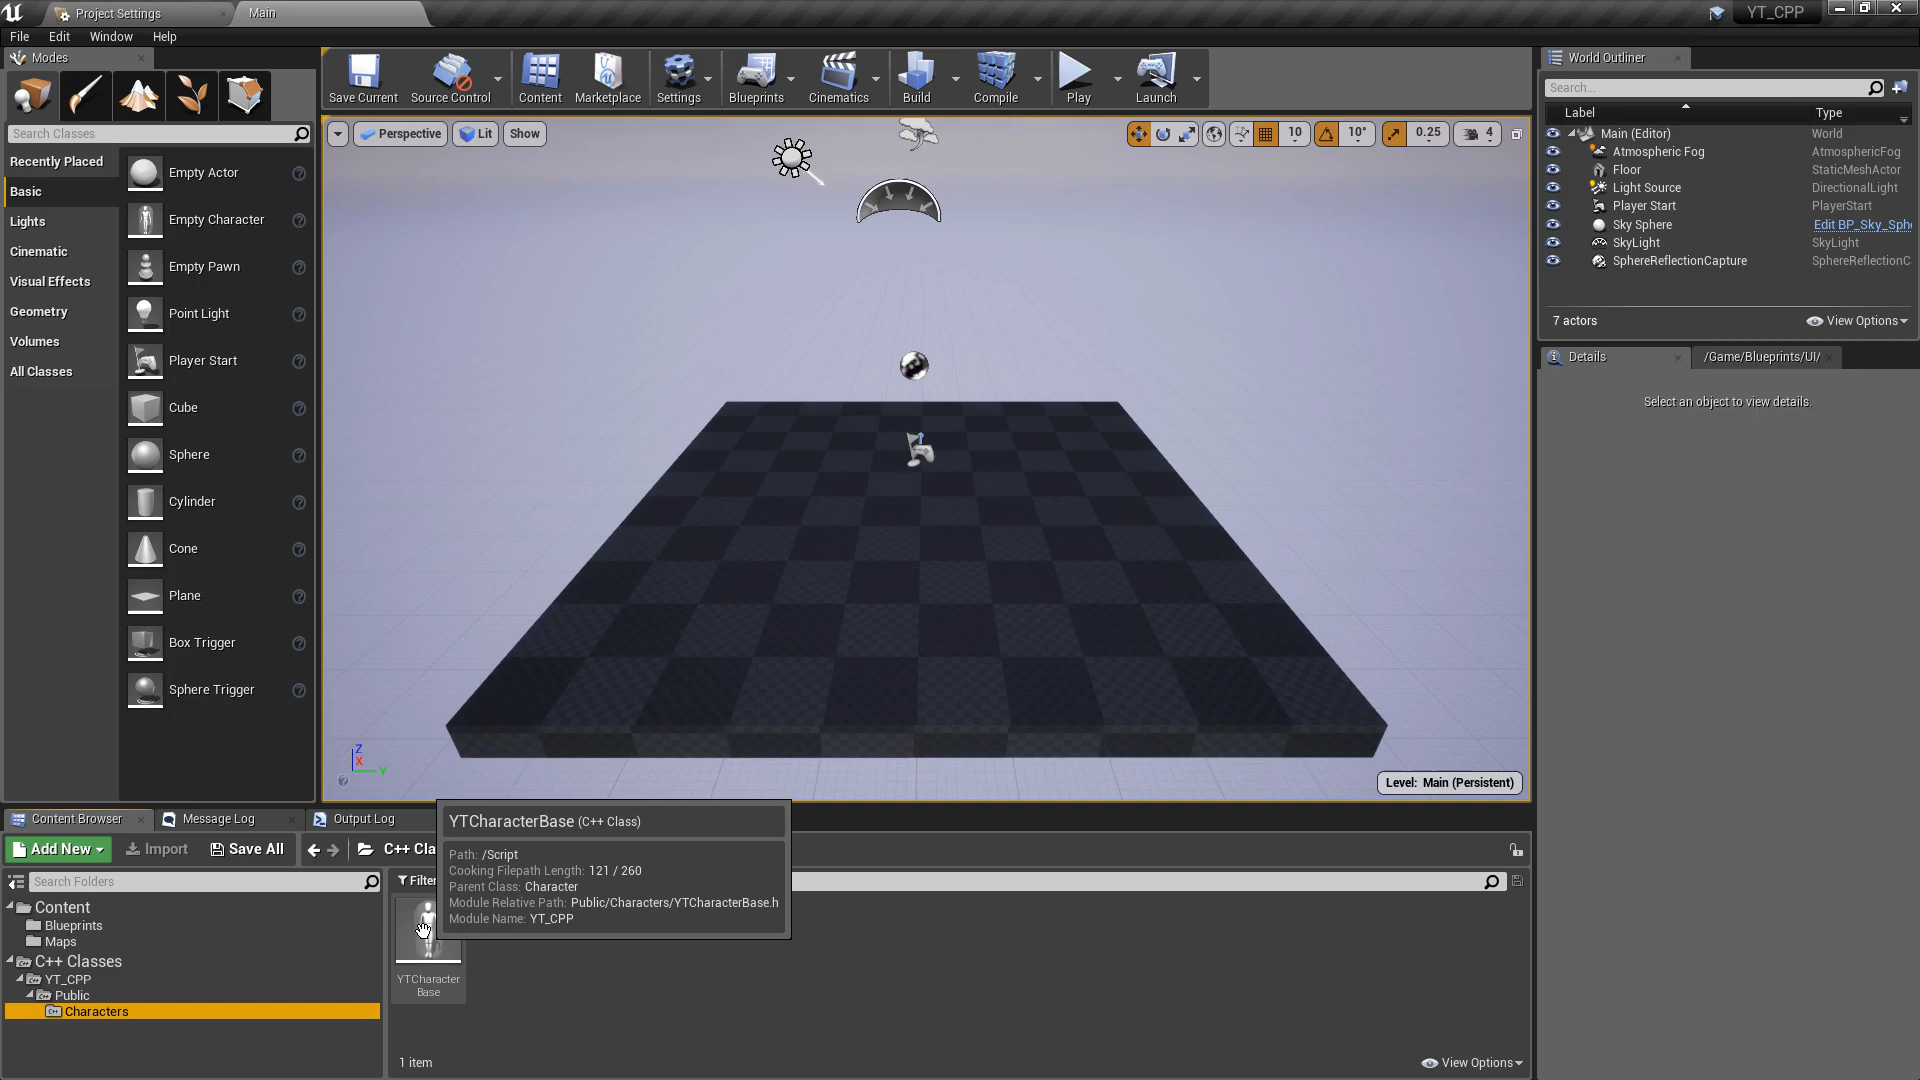 Project Settings
Main
YT_CPP
File
Edit
Window
Help
Modes
Search Classes
Recently Placed
Basic
Lights
Cinematic
Visual Effects
Geometry
Volumes
All Classes
Empty Actor
Empty Character
Empty Pawn
Point Light
Player Start
Cube
Sphere
Cylinder
Cone
Plane
Box Trigger
Sphere Trigger
Save Current
Source Control
Content
Marketplace
Settings
Blueprints
Cinematics
Build
Compile
Play
Launch
Perspective
Lit
Show
10
10°
0.25
4
Z
X
Y
Level: Main (Persistent)
World Outliner
Search...
Label
Type
Main (Editor)
World
Atmospheric Fog
AtmosphericFog
Floor
StaticMeshActor
Light Source
DirectionalLight
Player Start
PlayerStart
Sky Sphere
Edit BP_Sky_Sph
SkyLight
SkyLight
SphereReflectionCapture
SphereReflectionC
7 actors
View Options
Details
/Game/Blueprints/UI/
Select an object to view details.
Content Browser
Message Log
Output Log
Add New
Import
Save All
C++ Cla
Search Folders
Filter
Content
Blueprints
Maps
C++ Classes
YT_CPP
Public
Characters
YTCharacterBase (C++ Class)
Path: /Script
Cooking Filepath Length: 121 / 260
Parent Class: Character
Module Relative Path: Public/Characters/YTCharacterBase.h
Module Name: YT_CPP
YTCharacter
Base
1 item
View Options